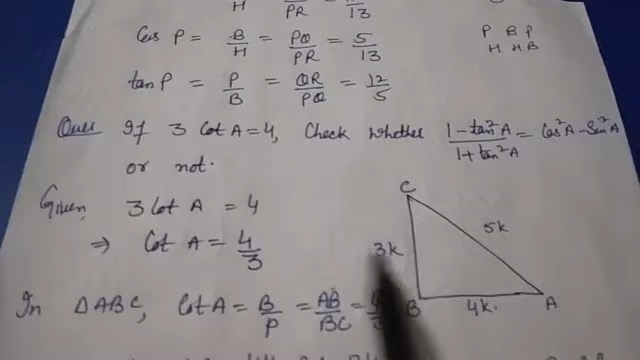 H PR 13
Cos P = B/H = PQ/PR = 5/13
P B P
H H B
tan P = P/B = QR/PQ = 12/5
Ques If 3 Cot A = 4, Check whether (1 - tan²A)/(1 + tan²A) = Cos²A - Sin²A
or not.
Given, 3 Cot A = 4
⇒ Cot A = 4/3
C
5k
3k
B 4k. A
In ΔABC, Cot A = B/P = AB/BC =